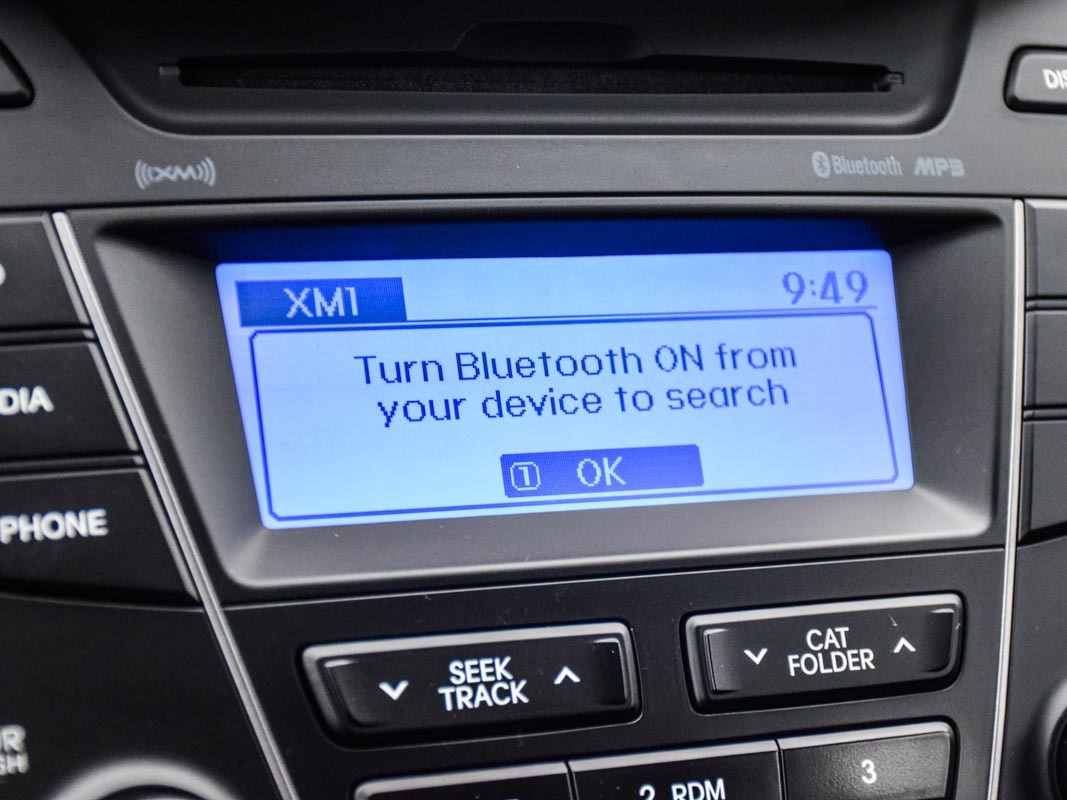 DIS
XM
Bluetooth MP3
XM1
9:49
Turn Bluetooth ON from
your device to search
1 OK
DIA
PHONE
SEEK
TRACK
CAT
FOLDER
2 RDM
3